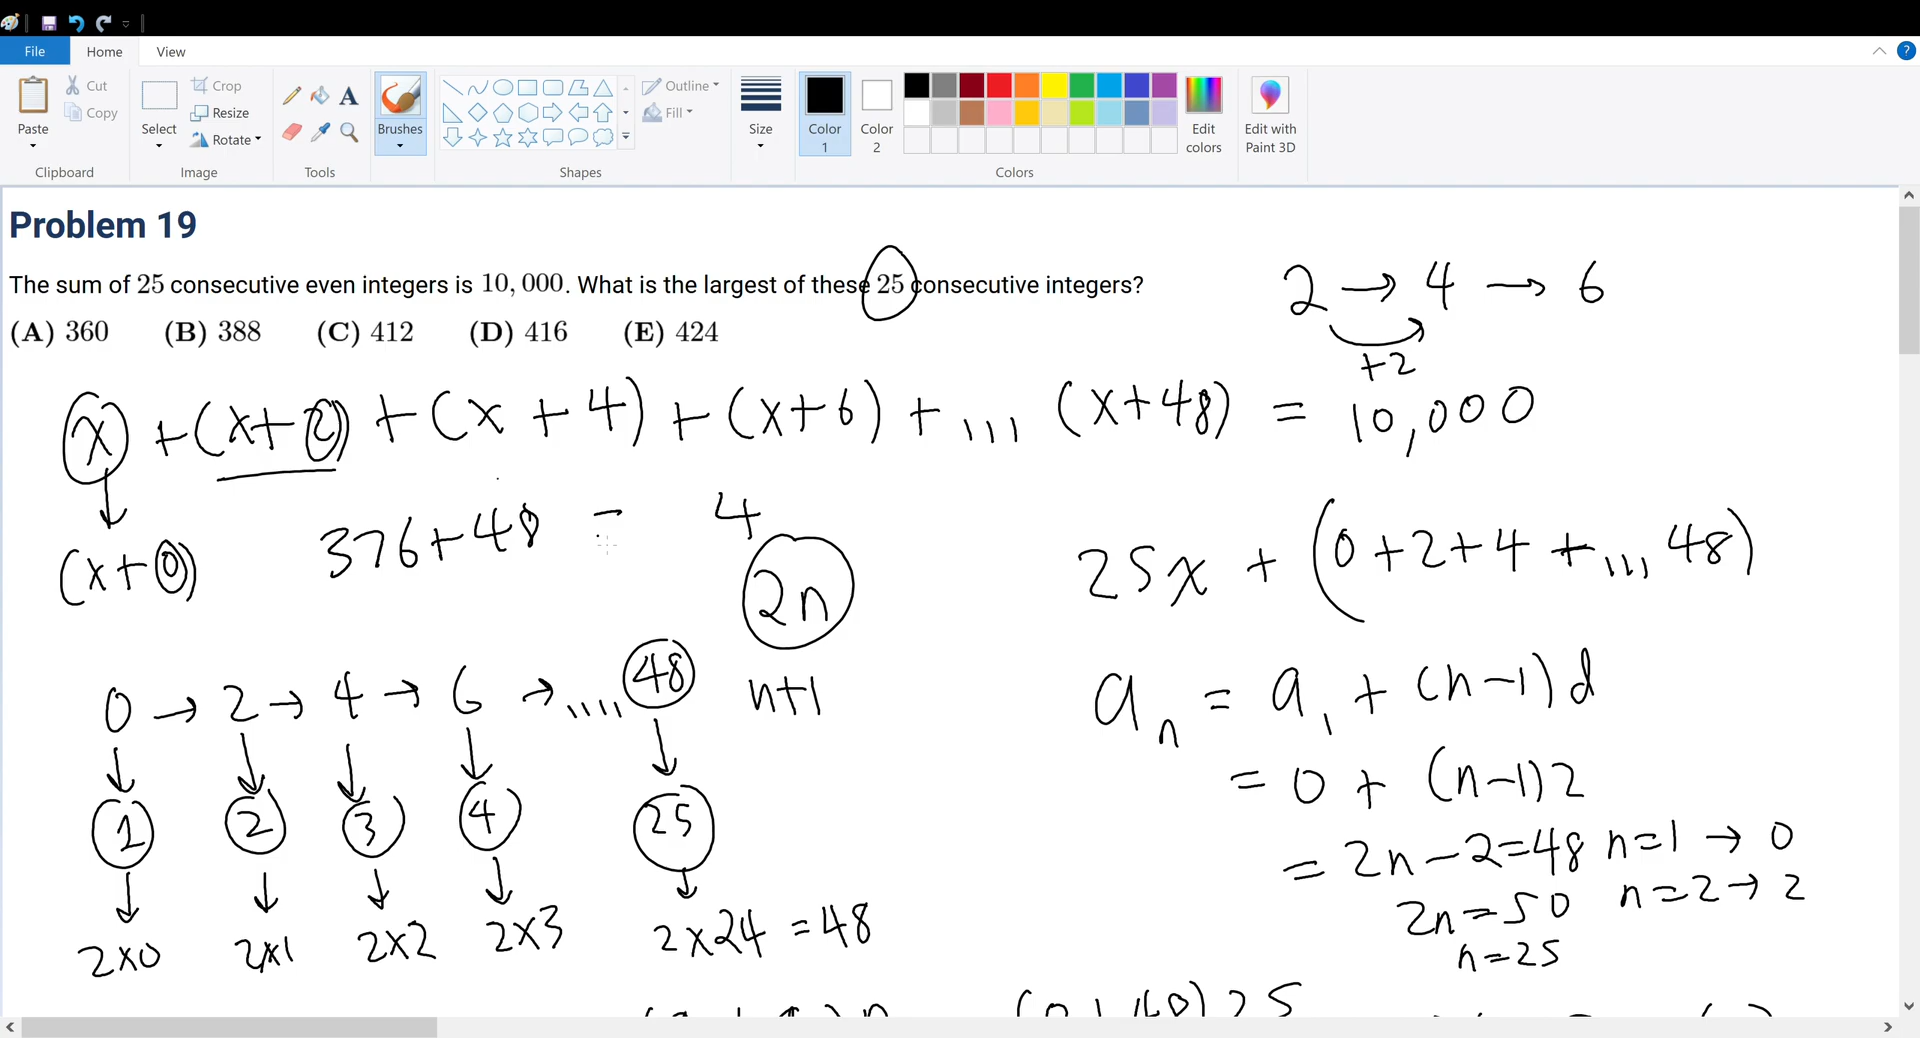 File Home View
Paste Cut Copy Select Crop Resize Rotate A Brushes Outline Fill Size Color 1 Color 2 Edit colors Edit with Paint 3D
Clipboard Image Tools Shapes Colors
Problem 19
The sum of 25 consecutive even integers is 10,000. What is the largest of these 25 consecutive integers?
(A) 360 (B) 388 (C) 412 (D) 416 (E) 424
2 → 4 → 6
+2
x + (x+2) + (x + 4) + (x+6) + ... (x+48) = 10,000
(x+0)
376+48 =
4
2n
25x + (0+2+4 + ... 48)
0 → 2 → 4 → 6 → .... 48 n+1
1 2 3 4 25
2x0 2x1 2x2 2x3 2x24 = 48
aₙ = a₁ + (n-1)d
= 0 + (n-1)2
= 2n - 2 = 48 n=1 → 0
2n = 50 n=2 → 2
n=25